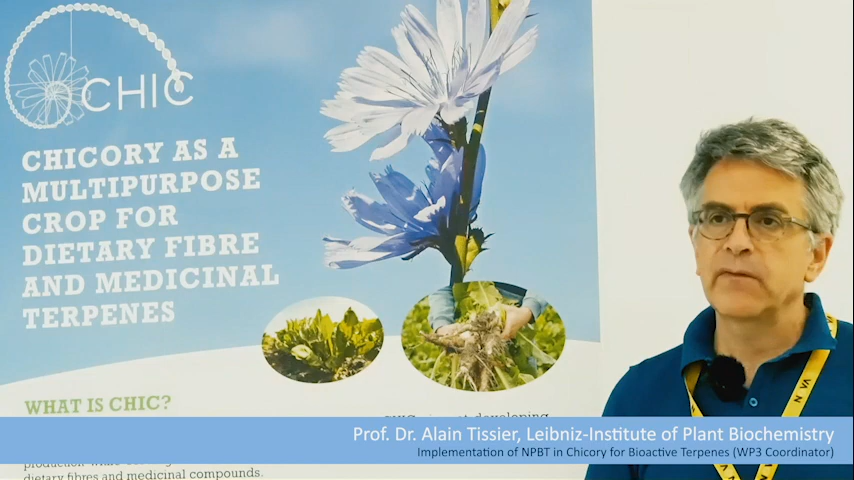 CHIC
CHICORY AS A
MULTIPURPOSE
CROP FOR
DIETARY FIBRE
AND MEDICINAL
TERPENES
WHAT IS CHIC?
Prof. Dr. Alain Tissier, Leibniz-Institute of Plant Biochemistry
Implementation of NPBT in Chicory for Bioactive Terpenes (WP3 Coordinator)
dietary fibres and medicinal compounds.